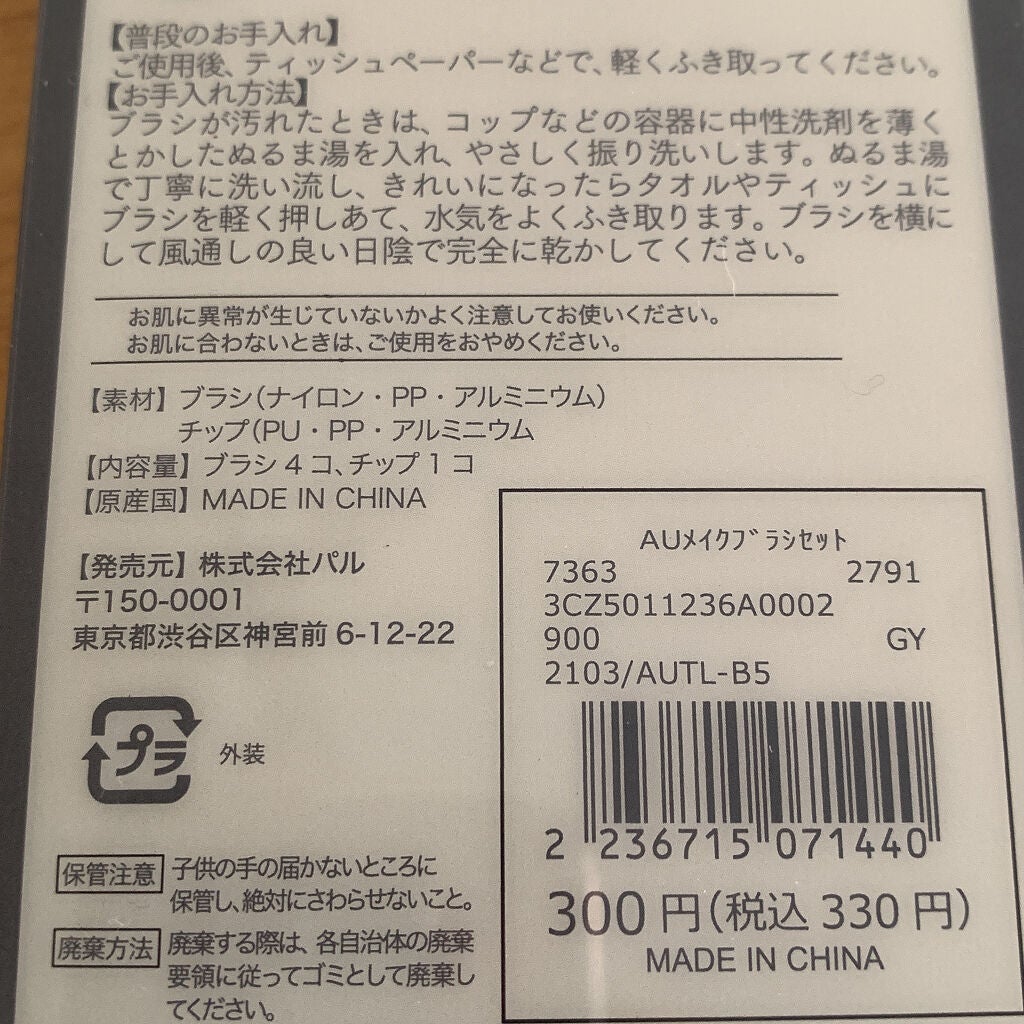 【普段のお手入れ】
ご使用後、ティッシュペーパーなどで、軽くふき取ってください。
【お手入れ方法】
ブラシが汚れたときは、コップなどの容器に中性洗剤を薄く
とかしたぬるま湯を入れ、やさしく振り洗いします。ぬるま湯
で丁寧に洗い流し、きれいになったらタオルやティッシュに
ブラシを軽く押しあて、水気をよくふき取ります。ブラシを横に
して風通しの良い日陰で完全に乾かしてください。
お肌に異常が生じていないかよく注意してお使いください。
お肌に合わないときは、ご使用をおやめください。
【素材】ブラシ(ナイロン・PP・アルミニウム)
チップ(PU・PP・アルミニウム
【内容量】ブラシ4コ、チップ1コ
【原産国】MADE IN CHINA
【発売元】株式会社パル
〒150-0001
東京都渋谷区神宮前 6-12-22
プラ 外装
保管注意 子供の手の届かないところに
保管し、絶対にさわらせないこと。
廃棄方法 廃棄する際は、各自治体の廃棄
要領に従ってゴミとして廃棄し
てください。
AUメイクブラシセット
7363 2791
3CZ5011236A0002
900 GY
2103/AUTL-B5
2 236715 071440
300 円(税込 330 円)
MADE IN CHINA